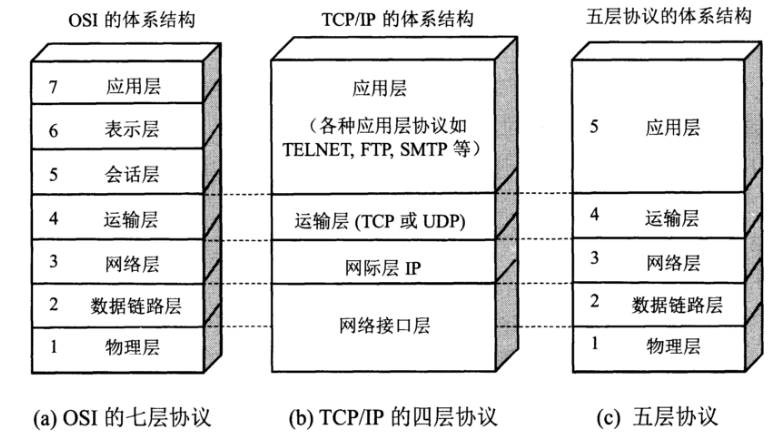 OSI 的体系结构
7 应用层
6 表示层
5 会话层
4 运输层
3 网络层
2 数据链路层
1 物理层
(a) OSI 的七层协议
TCP/IP 的体系结构
应用层
(各种应用层协议如
TELNET, FTP, SMTP 等)
运输层 (TCP 或 UDP)
网际层 IP
网络接口层
(b) TCP/IP 的四层协议
五层协议的体系结构
5 应用层
4 运输层
3 网络层
2 数据链路层
1 物理层
(c) 五层协议